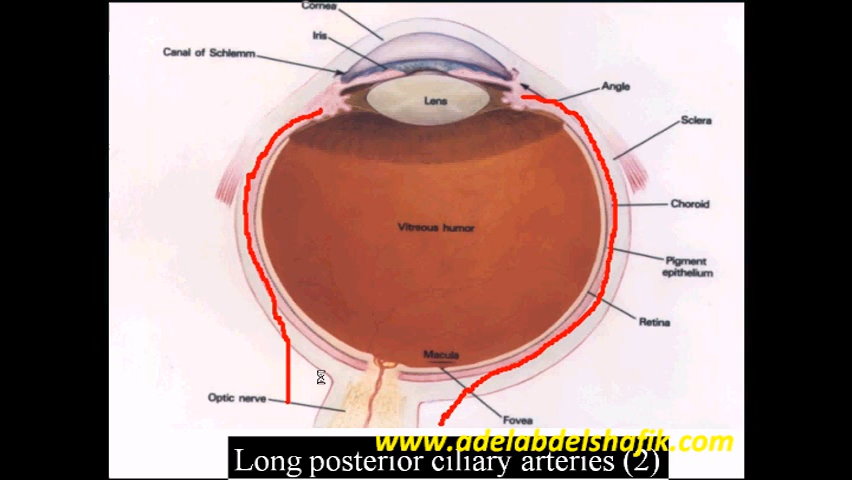 Cornea
Iris
Canal of Schlemm
Angle
Lens
Sclera
Choroid
Vitreous humor
Pigment
epithelium
Retina
Macula
Optic nerve
Fovea
www.adelabdelshafik.com
Long posterior ciliary arteries (2)